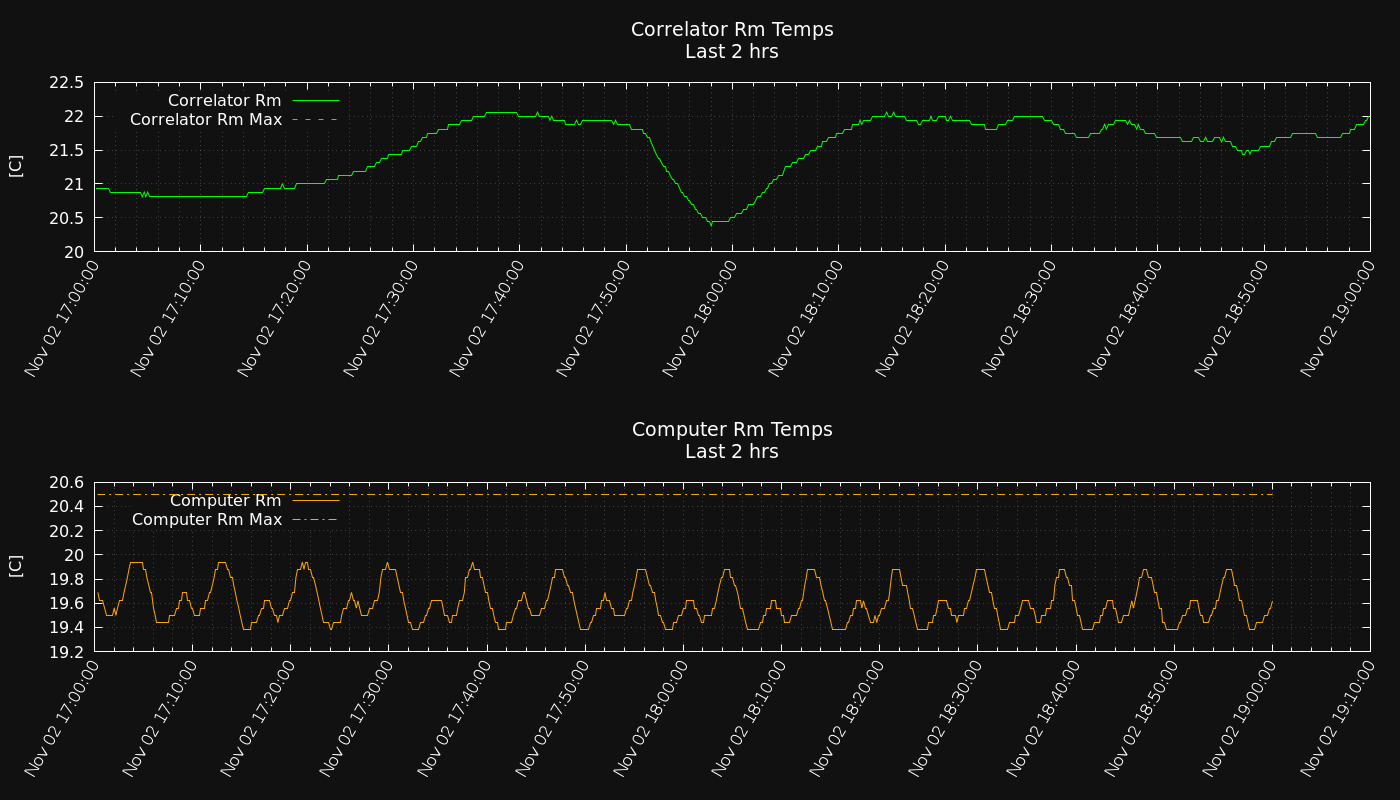 Correlator Rm Temps
Last 2 hrs
22.5
22
21.5
21
20.5
20
[C]
Correlator Rm
Correlator Rm Max
Nov 02 17:00:00
Nov 02 17:10:00
Nov 02 17:20:00
Nov 02 17:30:00
Nov 02 17:40:00
Nov 02 17:50:00
Nov 02 18:00:00
Nov 02 18:10:00
Nov 02 18:20:00
Nov 02 18:30:00
Nov 02 18:40:00
Nov 02 18:50:00
Nov 02 19:00:00
Computer Rm Temps
Last 2 hrs
20.6
20.4
20.2
20
19.8
19.6
19.4
19.2
[C]
Computer Rm
Computer Rm Max
Nov 02 17:00:00
Nov 02 17:10:00
Nov 02 17:20:00
Nov 02 17:30:00
Nov 02 17:40:00
Nov 02 17:50:00
Nov 02 18:00:00
Nov 02 18:10:00
Nov 02 18:20:00
Nov 02 18:30:00
Nov 02 18:40:00
Nov 02 18:50:00
Nov 02 19:00:00
Nov 02 19:10:00